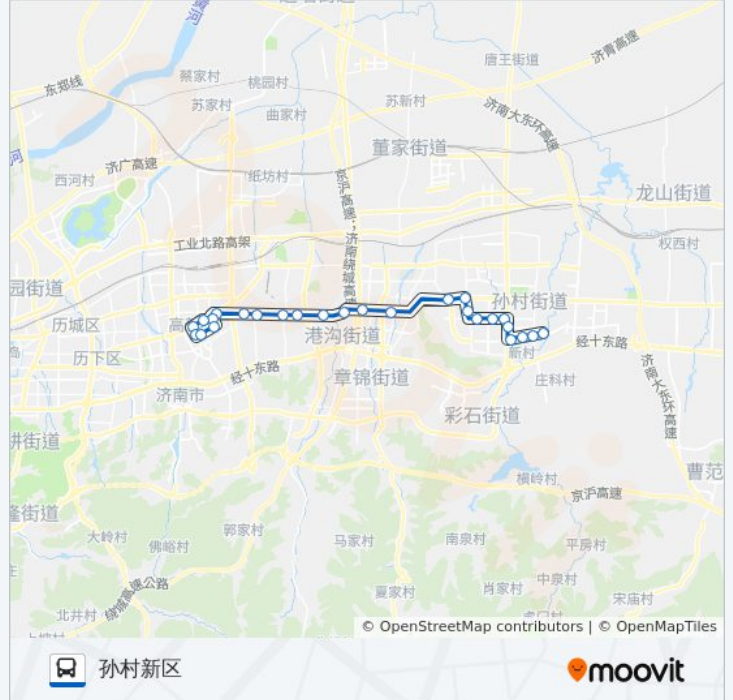 唐王街道
济青高速
黄河
蔡家村
桃园村
东郑线
苏家村
苏新村
曲家村
济南大东环高速
董家街道
河
济广高速
西河村
纸坊村
京沪高速;济南绕城高速
龙山街道
工业北路高架
权西村
园街道
孙村街道
历城区
高
港沟街道
历下区
新村
经十东路
经十东路
章锦街道
庄科村
济南市
济南大东环高速
彩石街道
耕街道
横岭村
曹范
京沪高速
隆街道
大岭村
郭家村
马家村
南泉村
佛峪村
平房村
中泉村
绕城高速公路
夏家村
肖家村
宋庙村
北井村
© OpenStreetMap contributors | © OpenMapTiles
孙村新区
moovit